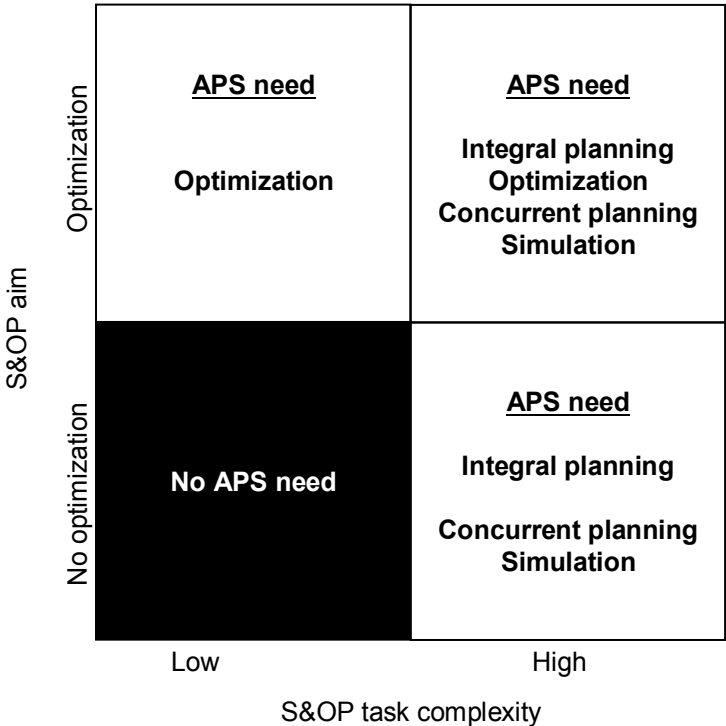 S&OP aim
Optimization
No optimization
APS need
Optimization
APS need
Integral planning
Optimization
Concurrent planning
Simulation
No APS need
APS need
Integral planning
Concurrent planning
Simulation
Low
High
S&OP task complexity